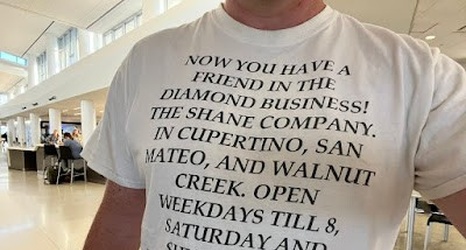 NOW YOU HAVE A
FRIEND IN THE
DIAMOND BUSINESS!
THE SHANE COMPANY.
IN CUPERTINO, SAN
MATEO, AND WALNUT
CREEK. OPEN
WEEKDAYS TILL 8,
SATURDAY AND